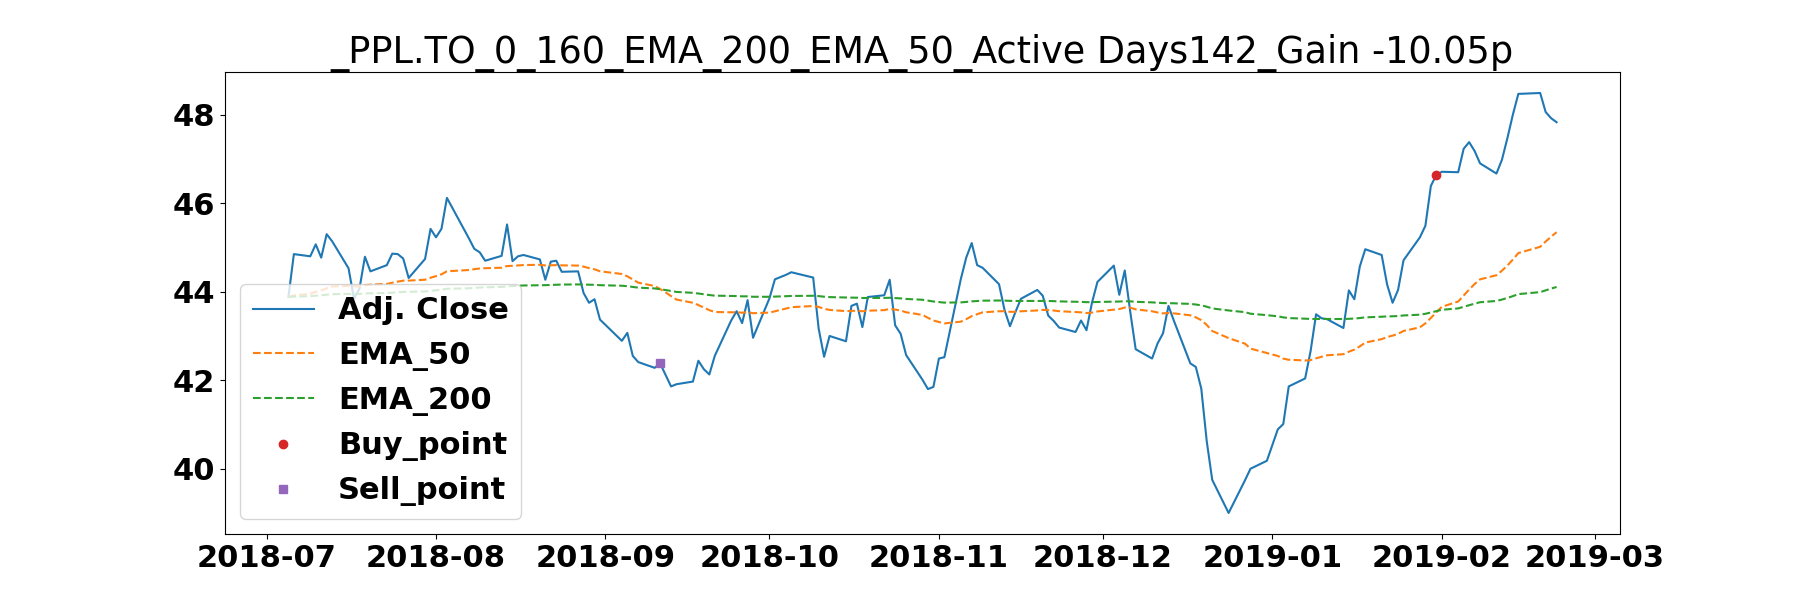 _PPL.TO_0_160_EMA_200_EMA_50_Active Days142_Gain -10.05p
48
46
44
42
40
Adj. Close
EMA_50
EMA_200
Buy_point
Sell_point
2018-07 2018-08 2018-09 2018-10 2018-11 2018-12 2019-01 2019-02 2019-03